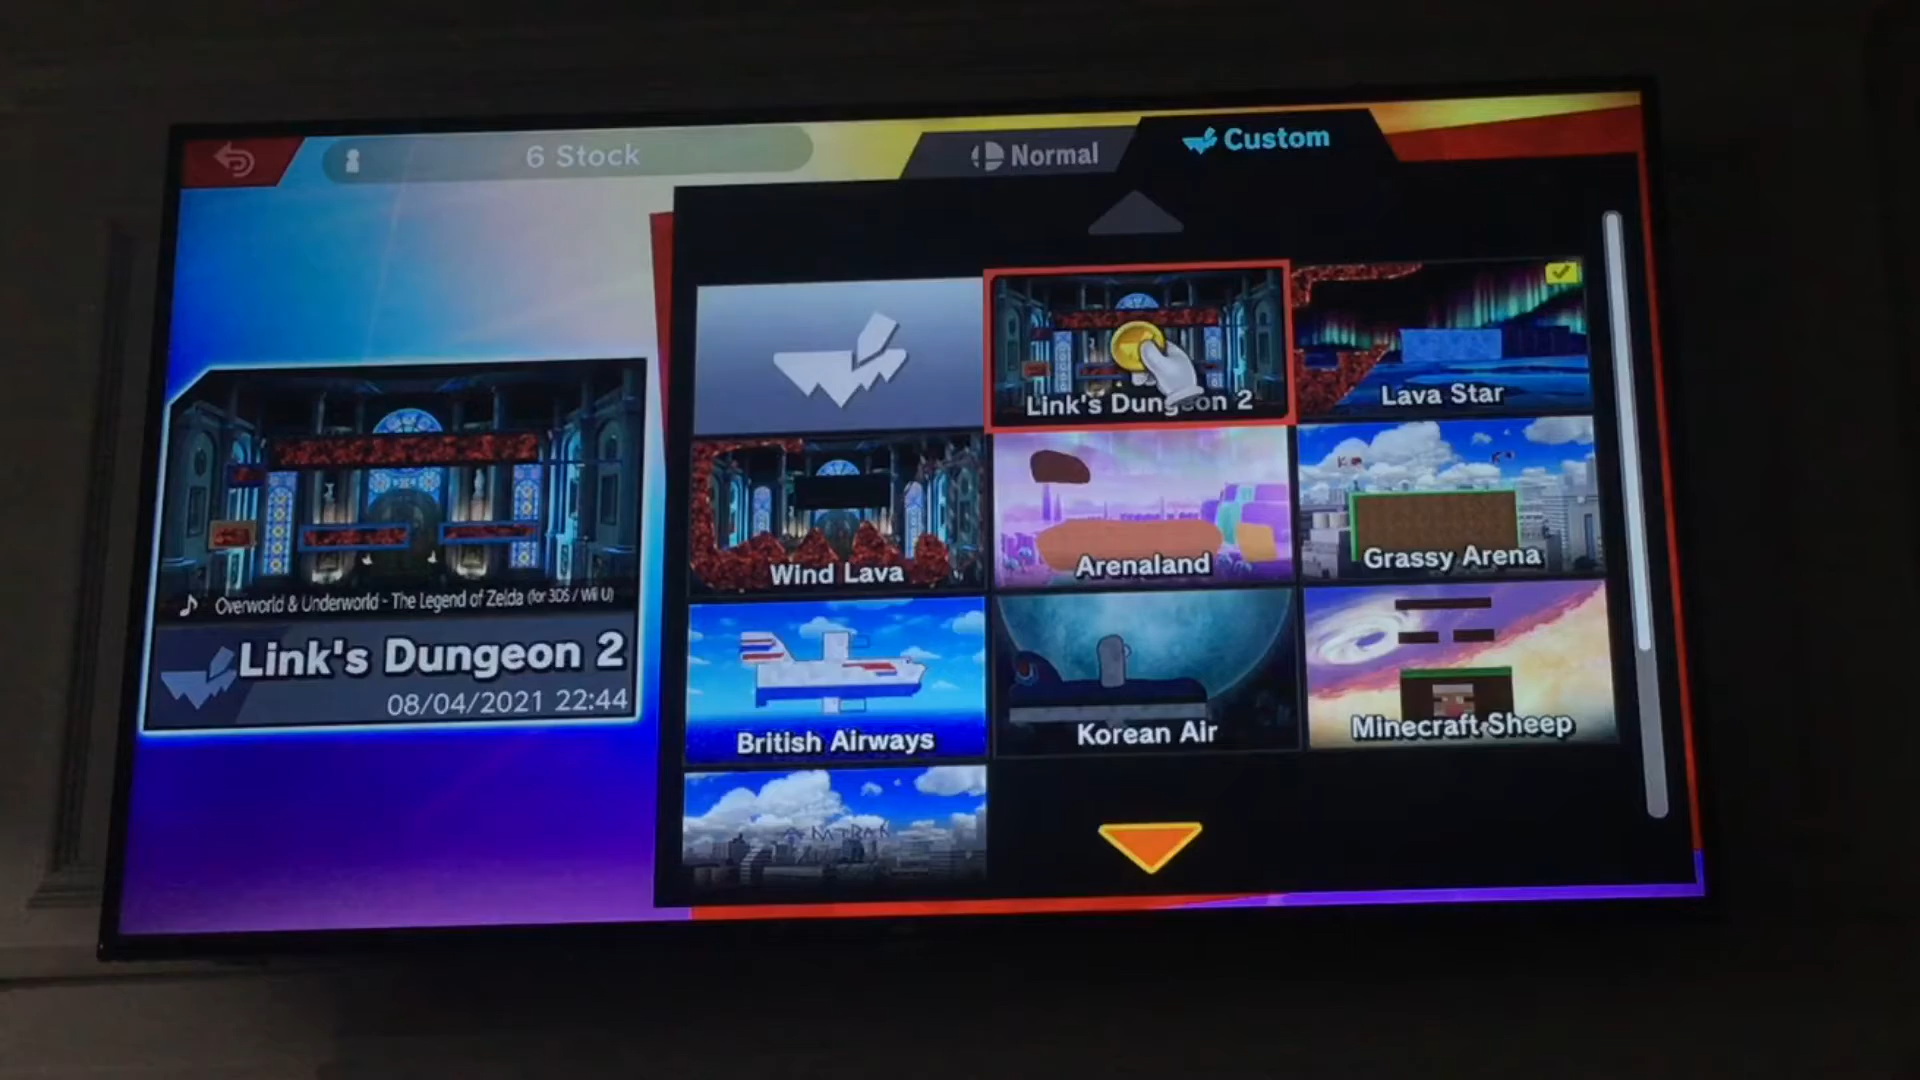 6 Stock
Normal
Custom
Link's Dungeon 2
Lava Star
Wind Lava
Arenaland
Grassy Arena
British Airways
Korean Air
Minecraft Sheep
AMTRAK
Overworld & Underworld - The Legend of Zelda (for 3DS / Wii U)
Link's Dungeon 2
08/04/2021 22:44